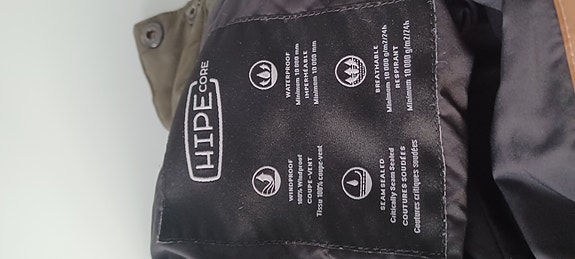 HIPE
CORE
WINDPROOF
100% Windproof
COUPE-VENT
Tissu 100% coupe-vent
WATERPROOF
Minimum 10 000 mm
IMPERMEABLE
Minimum 10 000 mm
SEAM SEALED
Critically Seam Sealed
COUTURES SOUDÉES
Coutures critiques soudées
BREATHABLE
Minimum 10 000 g/m2/24h
RESPIRANT
Minimum 10 000 g/m2/24h